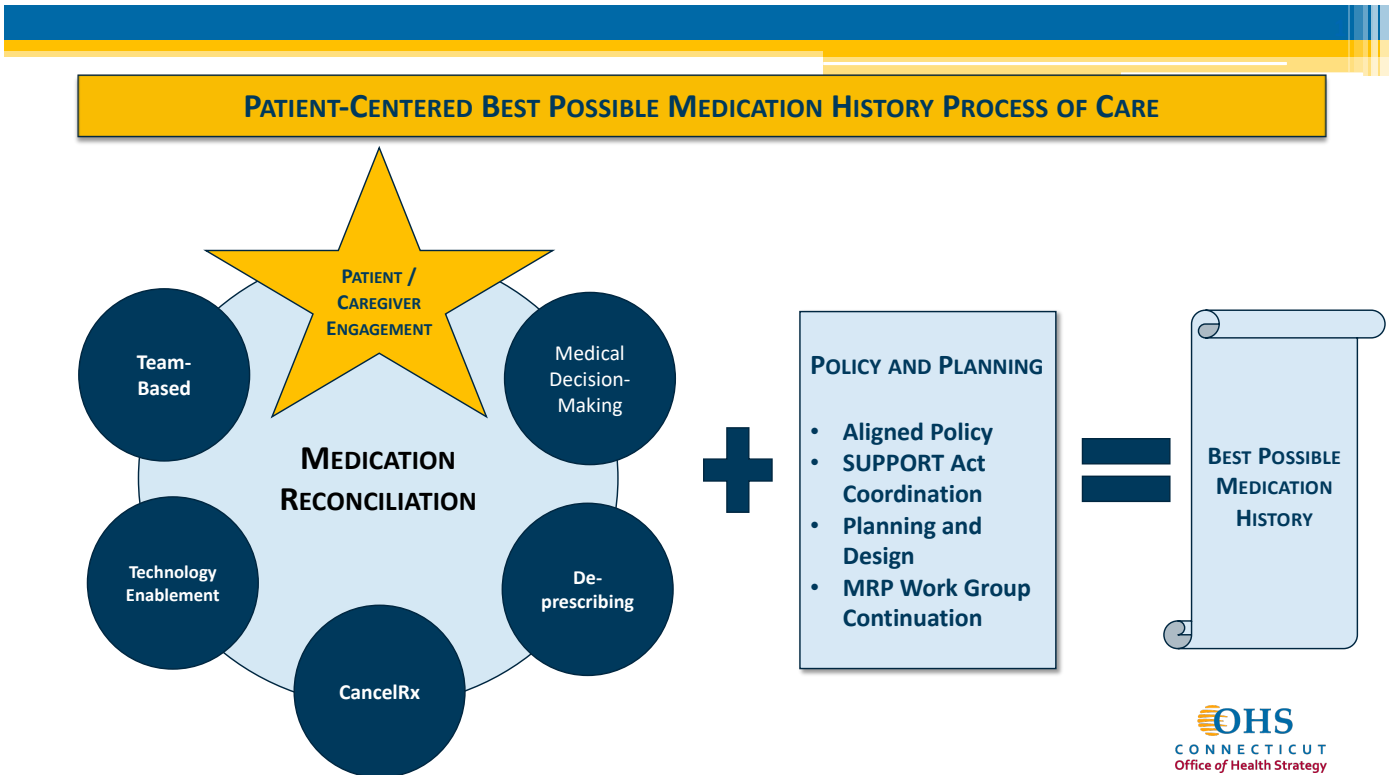 PATIENT-CENTERED BEST POSSIBLE MEDICATION HISTORY PROCESS OF CARE
PATIENT /
CAREGIVER
ENGAGEMENT
Team-
Based
Medical
Decision-
Making
MEDICATION
RECONCILIATION
Technology
Enablement
De-
prescribing
CancelRx
POLICY AND PLANNING
• Aligned Policy
• SUPPORT Act
Coordination
• Planning and
Design
• MRP Work Group
Continuation
BEST POSSIBLE
MEDICATION
HISTORY
OHS
CONNECTICUT
Office of Health Strategy